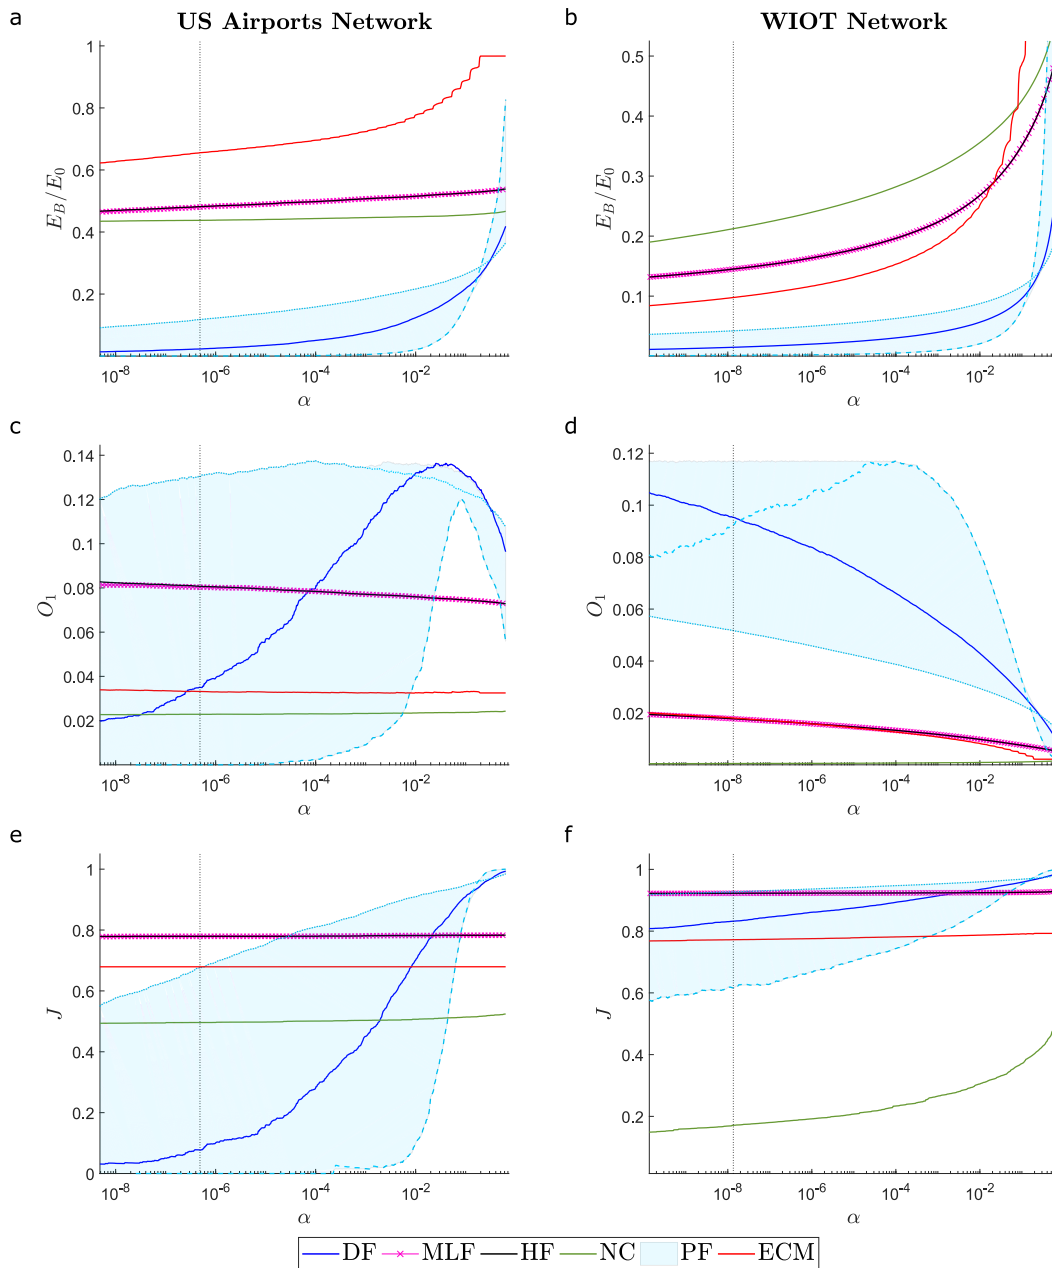 a
US Airports Network
b
WIOT Network
1
0.8
0.6
0.4
0.2
E_B/E_0
10^-8
10^-6
10^-4
10^-2
α
0.5
0.4
0.3
0.2
0.1
E_B/E_0
10^-8
10^-6
10^-4
10^-2
α
c
d
0.14
0.12
0.10
0.08
0.06
0.04
0.02
O_1
10^-8
10^-6
10^-4
10^-2
α
0.12
0.1
0.08
0.06
0.04
0.02
O_1
10^-8
10^-6
10^-4
10^-2
α
e
f
1
0.8
0.6
0.4
0.2
0
J
10^-8
10^-6
10^-4
10^-2
α
1
0.8
0.6
0.4
0.2
J
10^-8
10^-6
10^-4
10^-2
α
DF MLF HF NC PF ECM